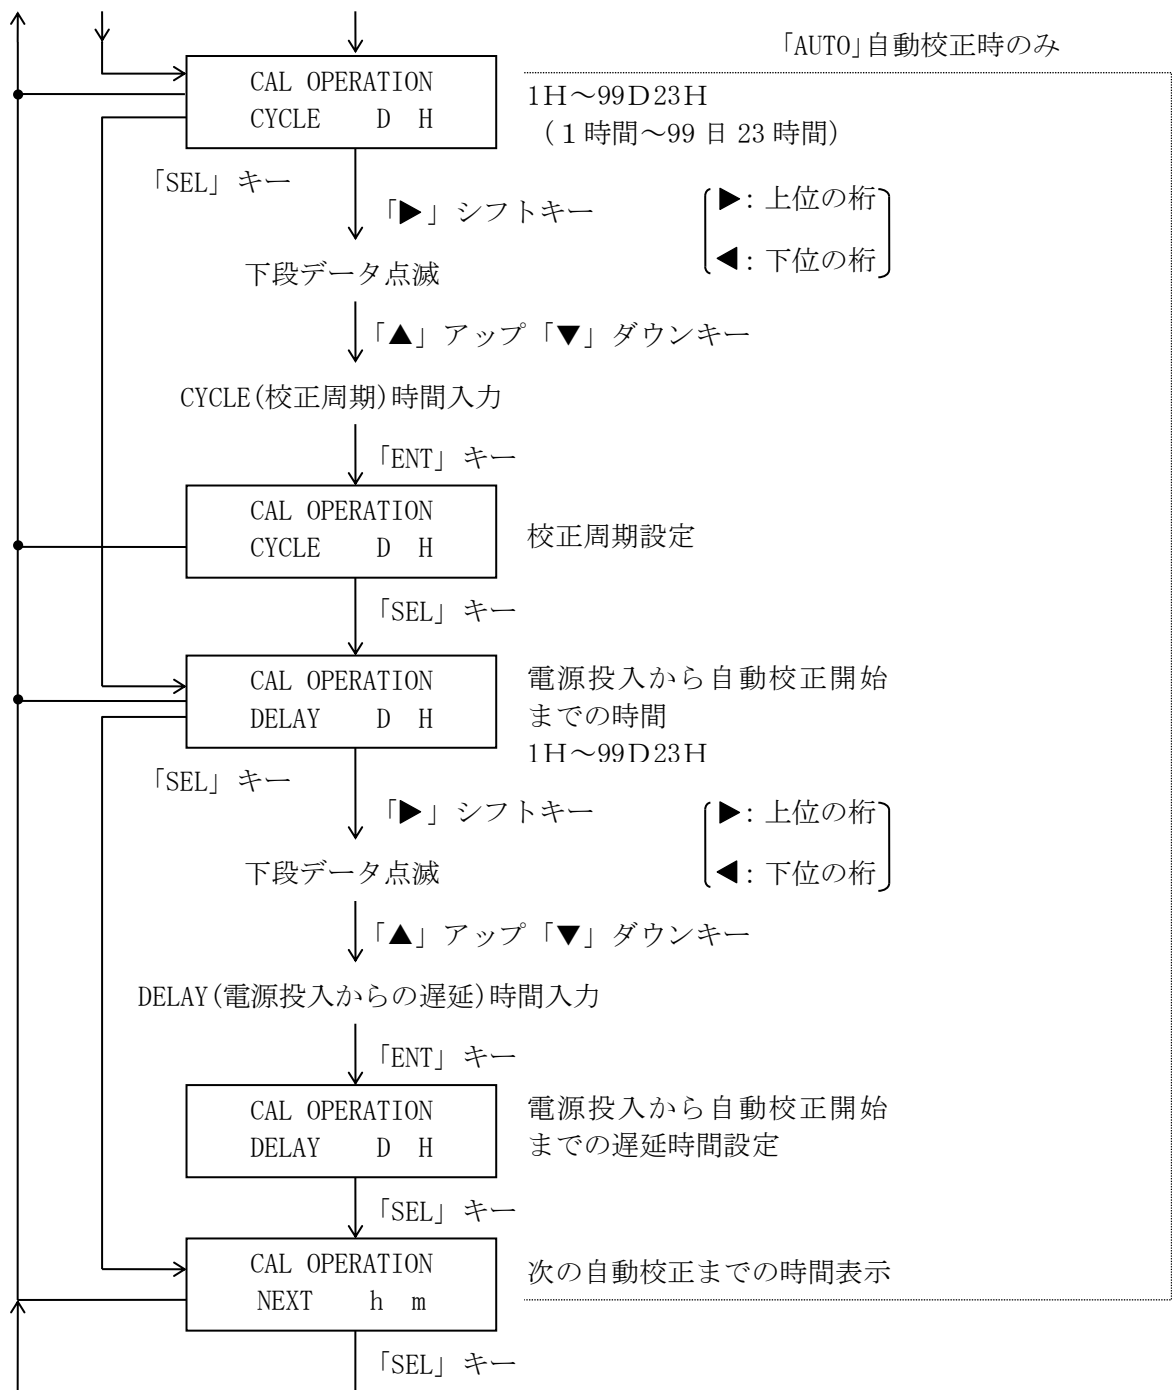 「AUTO」自動校正時のみ
CAL OPERATION
CYCLE D H
1H～99D23H
（１時間～99日23時間）
「SEL」キー
「▶」シフトキー
▶：上位の桁
◀：下位の桁
下段データ点滅
「▲」アップ「▼」ダウンキー
CYCLE(校正周期)時間入力
「ENT」キー
CAL OPERATION
CYCLE D H
校正周期設定
「SEL」キー
CAL OPERATION
DELAY D H
電源投入から自動校正開始
までの時間
1H～99D23H
「SEL」キー
「▶」シフトキー
▶：上位の桁
◀：下位の桁
下段データ点滅
「▲」アップ「▼」ダウンキー
DELAY(電源投入からの遅延)時間入力
「ENT」キー
CAL OPERATION
DELAY D H
電源投入から自動校正開始
までの遅延時間設定
「SEL」キー
CAL OPERATION
NEXT h m
次の自動校正までの時間表示
「SEL」キー